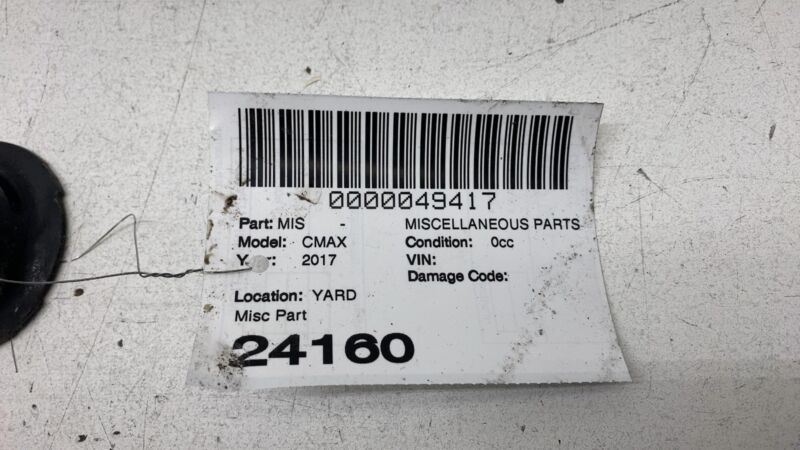 0000049417
Part: MIS - MISCELLANEOUS PARTS
Model: CMAX Condition: 0cc
2017 VIN:
Damage Code:
Location: YARD
Misc Part
24160